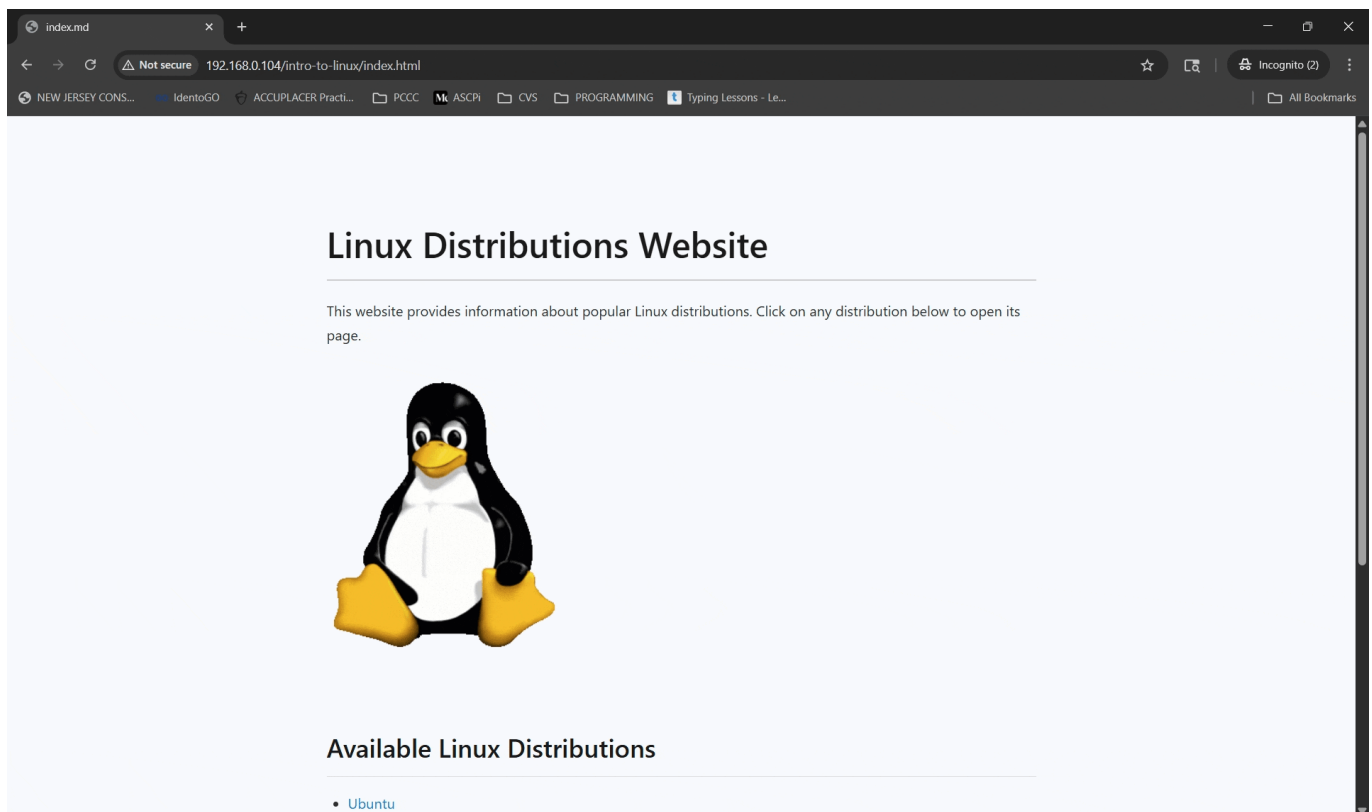 index.md
Not secure 192.168.0.104/intro-to-linux/index.html
Incognito (2)
NEW JERSEY CONS... IdentoGO ACCUPLACER Practi... PCCC ASCPi CVS PROGRAMMING Typing Lessons - Le... All Bookmarks
Linux Distributions Website
This website provides information about popular Linux distributions. Click on any distribution below to open its
page.
Available Linux Distributions
Ubuntu